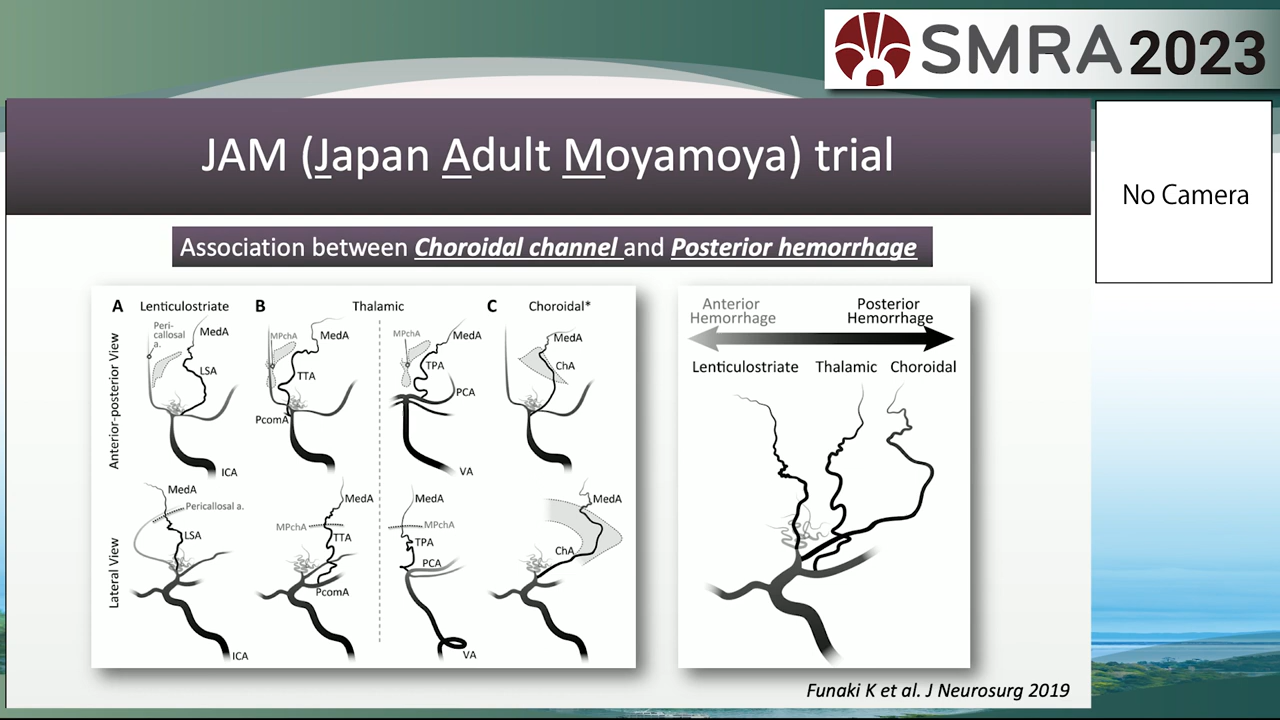 SMRA 2023
JAM (Japan Adult Moyamoya) trial
No Camera
Association between Choroidal channel and Posterior hemorrhage
A Lenticulostriate B Thalamic C Choroidal*
Anterior-posterior View
Peri-
callosal
a.
MedA
LSA
ICA
MPchA
MedA
TTA
PcomA
MPchA
MedA
TPA
PCA
VA
MedA
ChA
Lateral View
MedA
Pericallosal a.
LSA
ICA
MedA
MPchA
TTA
PcomA
MedA
MPchA
TPA
PCA
VA
MedA
ChA
Anterior
Hemorrhage
Posterior
Hemorrhage
Lenticulostriate Thalamic Choroidal
Funaki K et al. J Neurosurg 2019